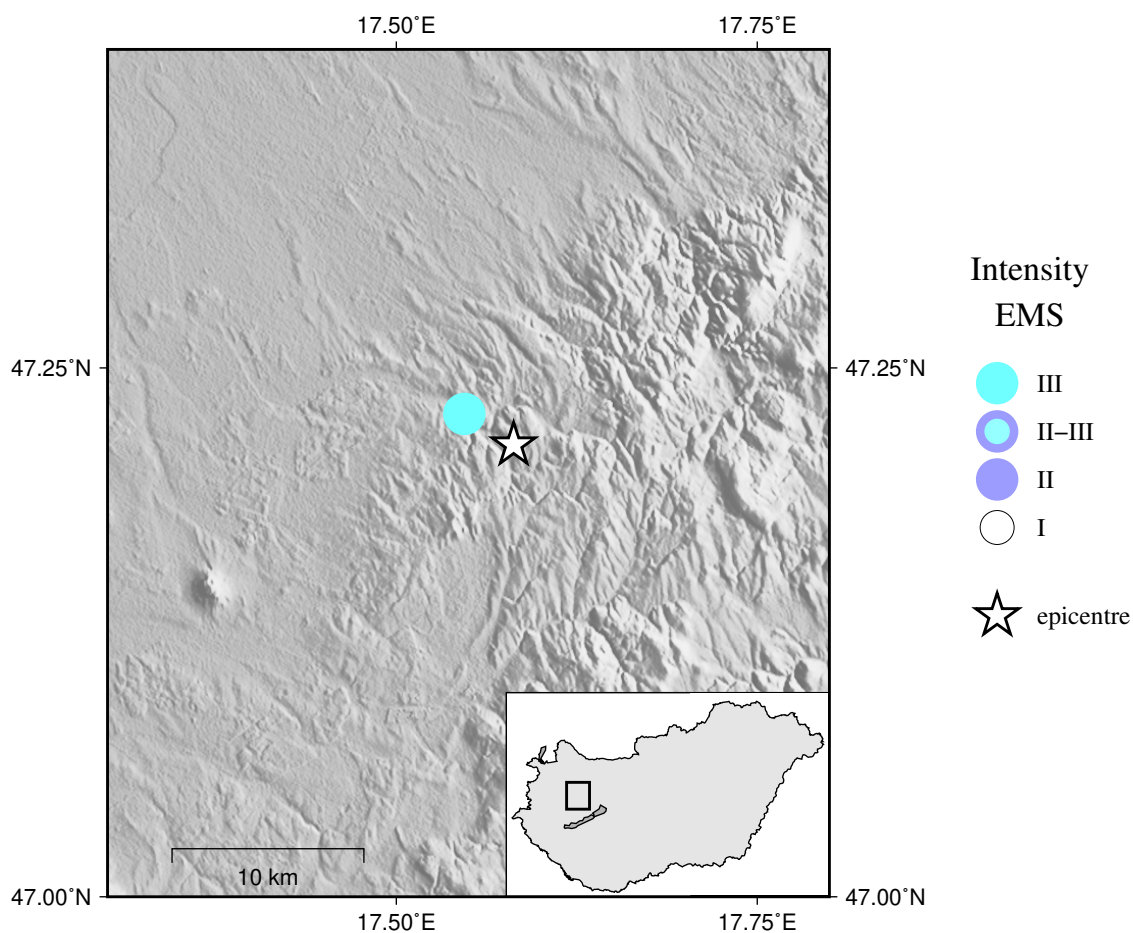 17.50˚E 17.75˚E
Intensity
EMS
47.25˚N 47.25˚N
III
II–III
II
I
epicentre
10 km
47.00˚N 47.00˚N
17.50˚E 17.75˚E